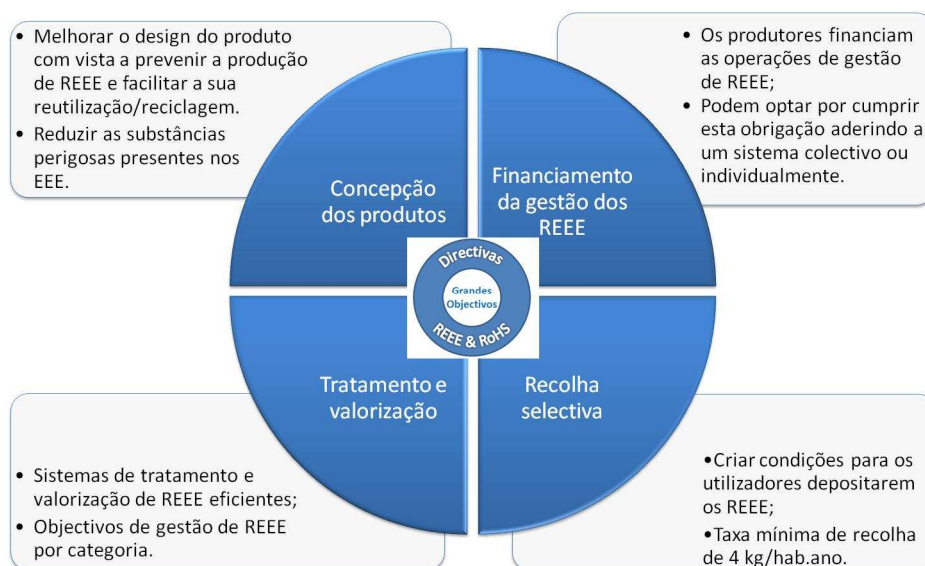 • Melhorar o design do produto
com vista a prevenir a produção
de REEE e facilitar a sua
reutilização/reciclagem.
• Reduzir as substâncias
perigosas presentes nos
EEE.
• Os produtores financiam
as operações de gestão
de REEE;
• Podem optar por cumprir
esta obrigação aderindo a
um sistema colectivo ou
individualmente.
Concepção
dos produtos
Financiamento
da gestão dos
REEE
Directivas
Grandes
Objectivos
REEE & RoHS
Tratamento e
valorização
Recolha
selectiva
• Sistemas de tratamento e
valorização de REEE eficientes;
• Objectivos de gestão de REEE
por categoria.
•Criar condições para os
utilizadores depositarem
os REEE;
•Taxa mínima de recolha
de 4 kg/hab.ano.